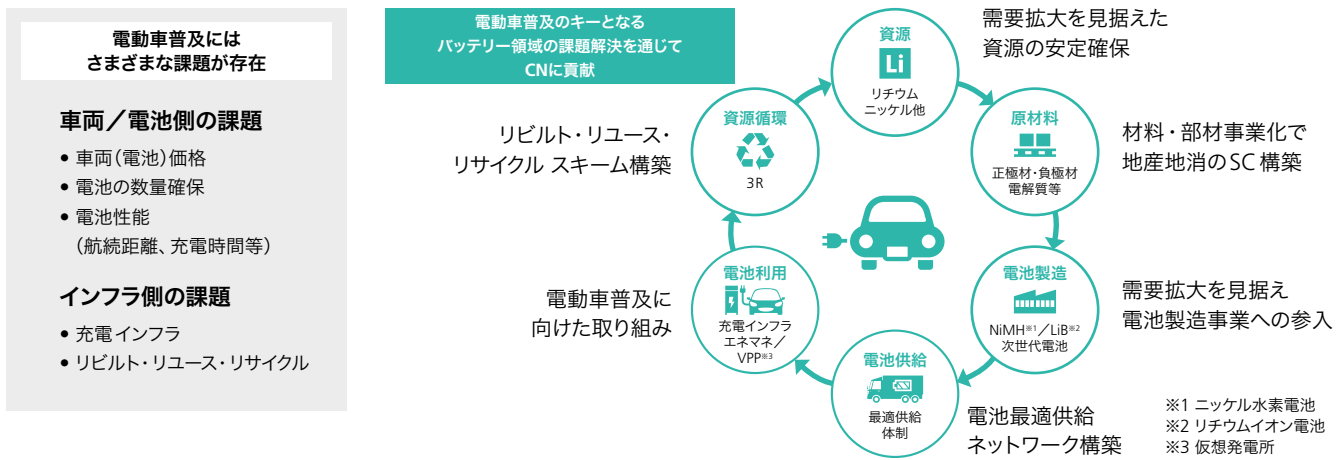 電動車普及には
さまざまな課題が存在
車両／電池側の課題
• 車両（電池）価格
• 電池の数量確保
• 電池性能
（航続距離、充電時間等）
インフラ側の課題
• 充電インフラ
• リビルト・リユース・リサイクル
電動車普及のキーとなる
バッテリー領域の課題解決を通じて
CNに貢献
資源
Li
リチウム
ニッケル他
需要拡大を見据えた
資源の安定確保
原材料
正極材・負極材
電解質等
材料・部材事業化で
地産地消のSC構築
電池製造
NiMH※1／LiB※2
次世代電池
需要拡大を見据え
電池製造事業への参入
電池供給
最適供給
体制
電池最適供給
ネットワーク構築
電池利用
充電インフラ
エネマネ／
VPP※3
電動車普及に
向けた取り組み
資源循環
3R
リビルト・リユース・
リサイクル スキーム構築
※1 ニッケル水素電池
※2 リチウムイオン電池
※3 仮想発電所